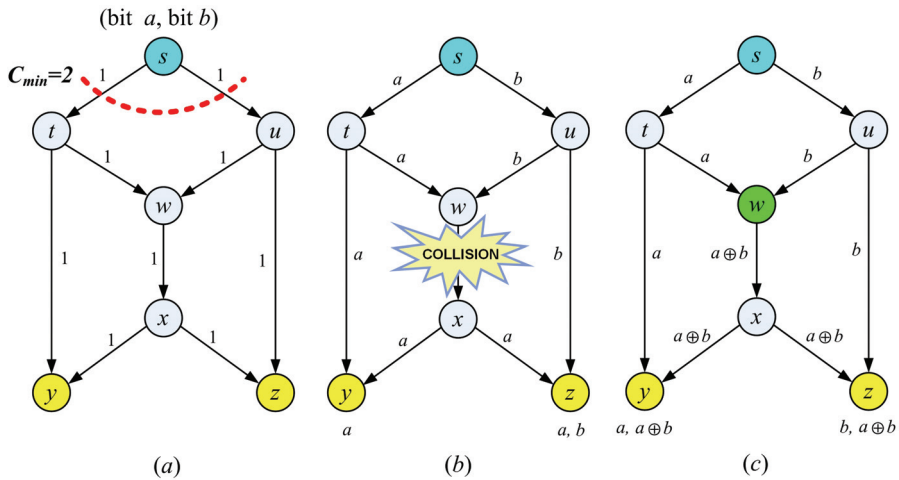 (bit a, bit b)
s
C_min=2
1
1
t
u
1
1
w
1
1
1
x
1
1
y
z
(a)
s
a
b
t
u
a
b
w
COLLISION
a
b
x
a
a
y
z
a
a, b
(b)
s
a
b
t
u
a
b
w
a⊕b
a
b
x
a⊕b
a⊕b
y
z
a, a⊕b
b, a⊕b
(c)